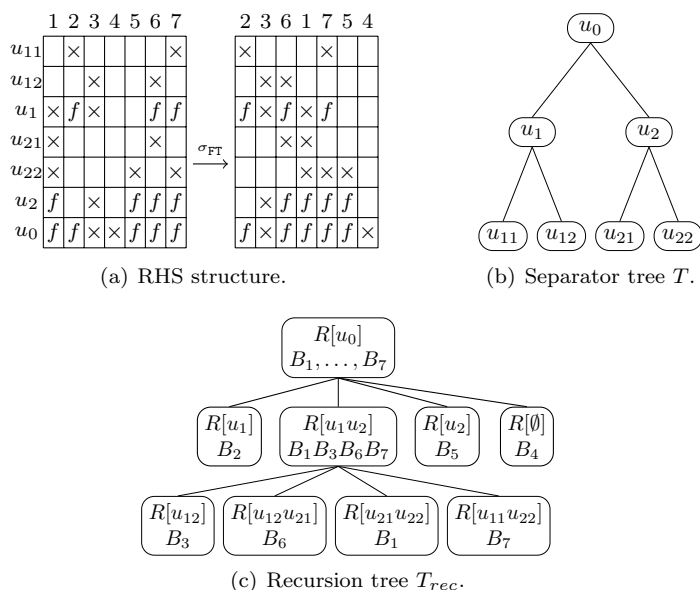 1 2 3 4 5 6 7 2 3 6 1 7 5 4
u₁₁ × × × ×
u₁₂ × × × ×
u₁ × f × f f f × f × f
u₂₁ × × × ×
u₂₂ × × × × × ×
u₂ f × f f f × f f f f
u₀ f f × × f f f f × f f f f ×
σFT
(a) RHS structure.
u₀
u₁ u₂
u₁₁ u₁₂ u₂₁ u₂₂
(b) Separator tree T.
R[u₀]
B₁, . . . , B₇
R[u₁] R[u₁u₂] R[u₂] R[∅]
B₂ B₁B₃B₆B₇ B₅ B₄
R[u₁₂] R[u₁₂u₂₁] R[u₂₁u₂₂] R[u₁₁u₂₂]
B₃ B₆ B₁ B₇
(c) Recursion tree Trec.